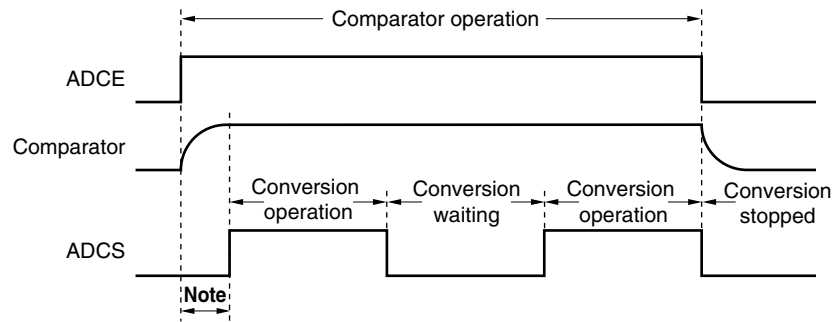 Comparator operation
ADCE
Comparator
Conversion operation
Conversion waiting
Conversion operation
Conversion stopped
ADCS
Note